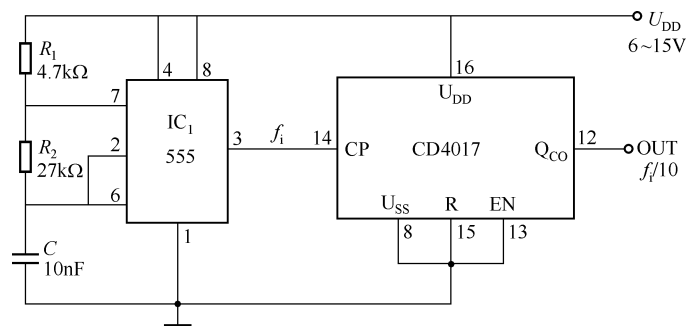 U_DD
6~15V
R₁
4.7kΩ
4
8
16
7
U_DD
IC₁
555
2
3
f_i
14
CP
CD4017
Q_CO
12
OUT
f_i/10
R₂
27kΩ
6
U_SS
R
EN
1
8
15
13
C
10nF